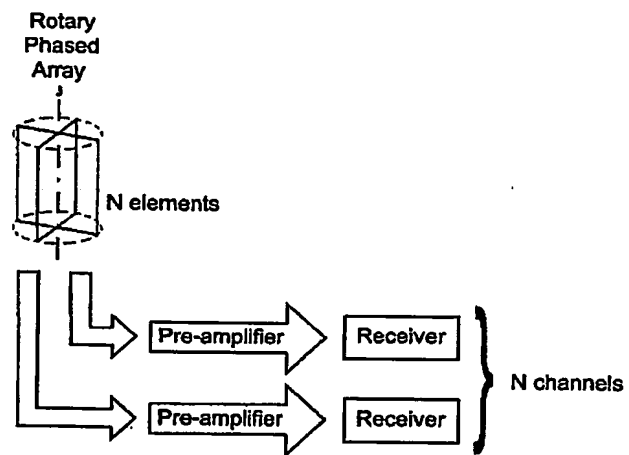 Rotary
Phased
Array
N elements
Pre-amplifier
Receiver
Pre-amplifier
Receiver
N channels